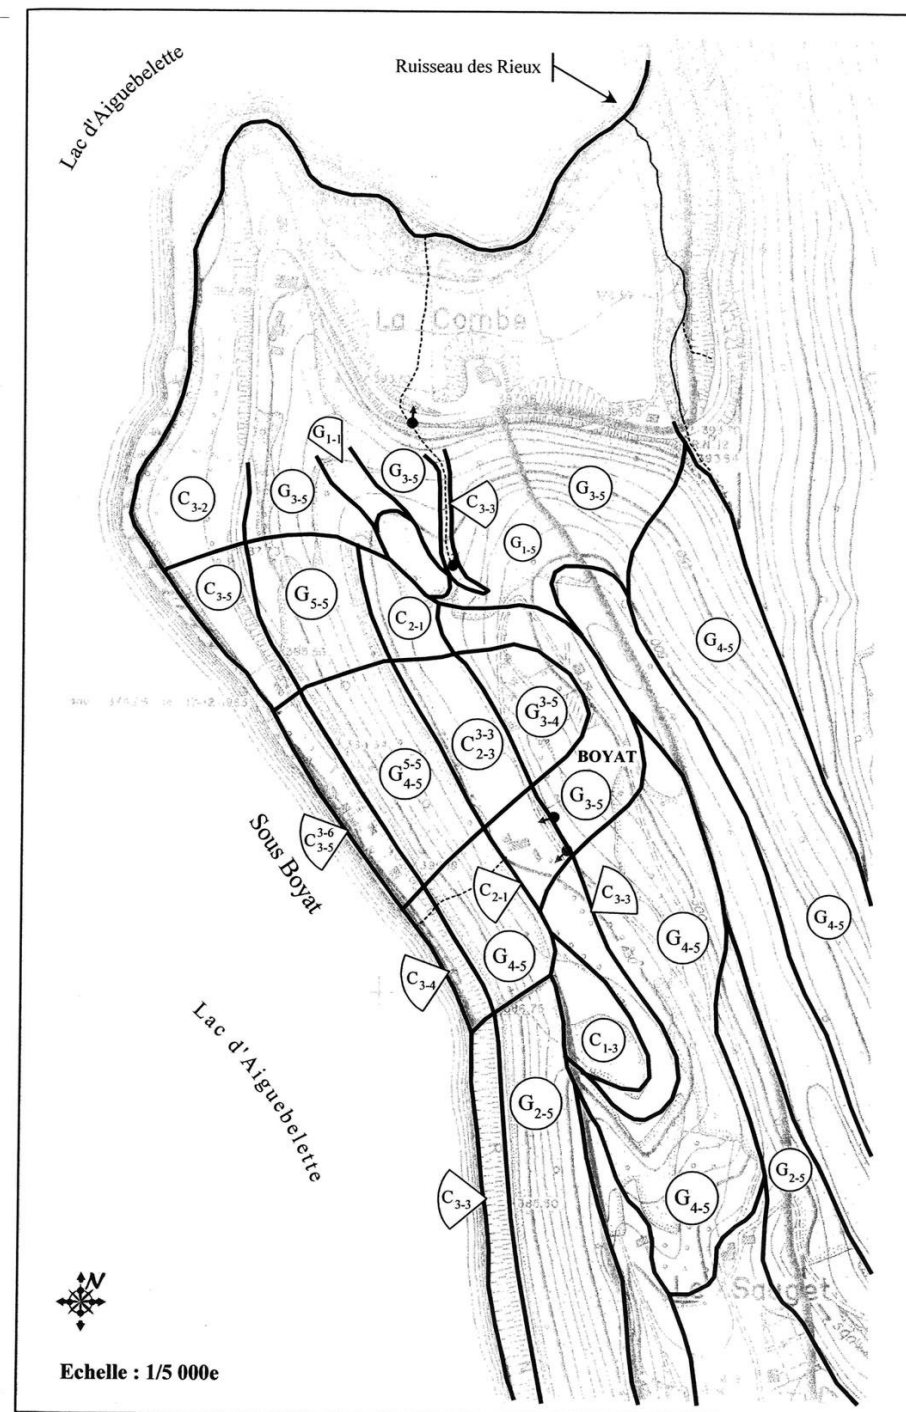 Ruisseau des Rieux
Lac d'Aiguebelette
La Combe
G1-1
G3-5
G3-5
C3-2
C3-3
G3-5
G1-5
C3-5
G5-5
C2-1
G4-5
G3-5
3-4
C3-3
2-3
G5-5
4-5
BOYAT
G3-5
C3-6
3-5
Sous Boyat
C2-1
C3-3
G4-5
G4-5
G4-5
C3-4
Lac d'Aiguebelette
C1-3
G2-5
G2-5
C3-3
G4-5
Le Sauget
N
Echelle : 1/5 000e